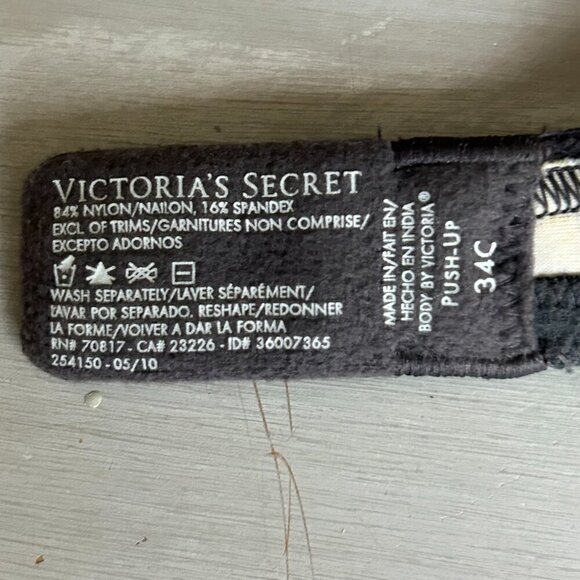 VICTORIA'S SECRET
84% NYLON/NAILON, 16% SPANDEX
EXCL OF TRIMS/GARNITURES NON COMPRISE/
EXCEPTO ADORNOS
WASH SEPARATELY/LAVER SÉPARÉMENT/
LAVAR POR SEPARADO. RESHAPE/REDONNER
LA FORME/VOLVER A DAR LA FORMA
RN# 70817 - CA# 23226 - ID# 36007365
254150 - 05/10
MADE IN/FAIT EN/
HECHO EN INDIA
BODY BY VICTORIA®
PUSH-UP
34C